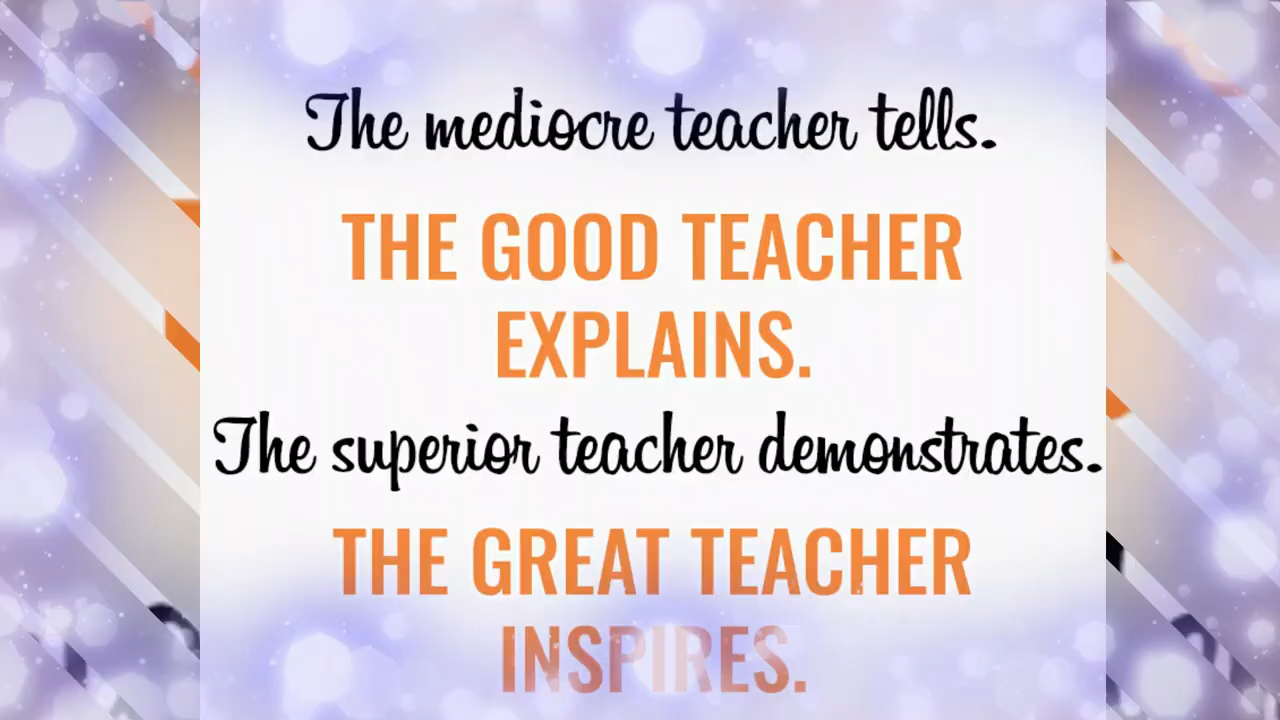 The mediocre teacher tells.
THE GOOD TEACHER
EXPLAINS.
The superior teacher demonstrates.
THE GREAT TEACHER
INSPIRES.